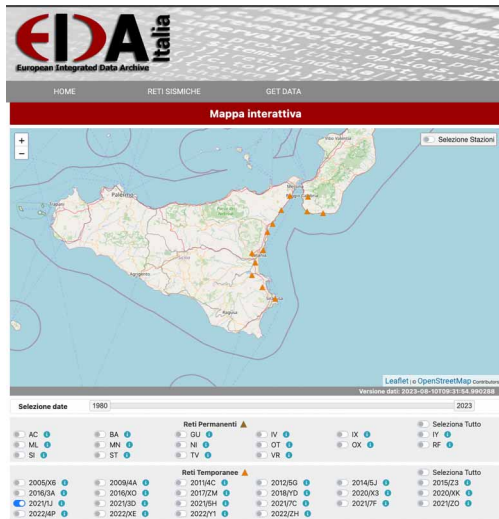 EIDA Italia
European Integrated Data Archive
HOME RETI SISMICHE GET DATA
Mappa interattiva
+
−
Selezione Stazioni
Palermo
Trapani
Messina
Agrigento
Catania
Ragusa
Leaflet | © OpenStreetMap contributors
Versione dati: 2023-08-10T09:31:54.990288
Selezione date 1980 2023
Reti Permanenti Seleziona Tutto
AC BA GU IV IX IY
ML MN NI OT OX RF
SI ST TV VR
Reti Temporanee Seleziona Tutto
2005/X6 2009/4A 2011/4C 2012/5G 2014/5J 2015/Z3
2016/3A 2016/XO 2017/ZM 2018/YD 2020/X3 2020/XK
2021/1J 2021/3D 2021/5H 2021/7C 2021/7F 2021/ZO
2022/4P 2022/XE 2022/Y1 2022/ZH